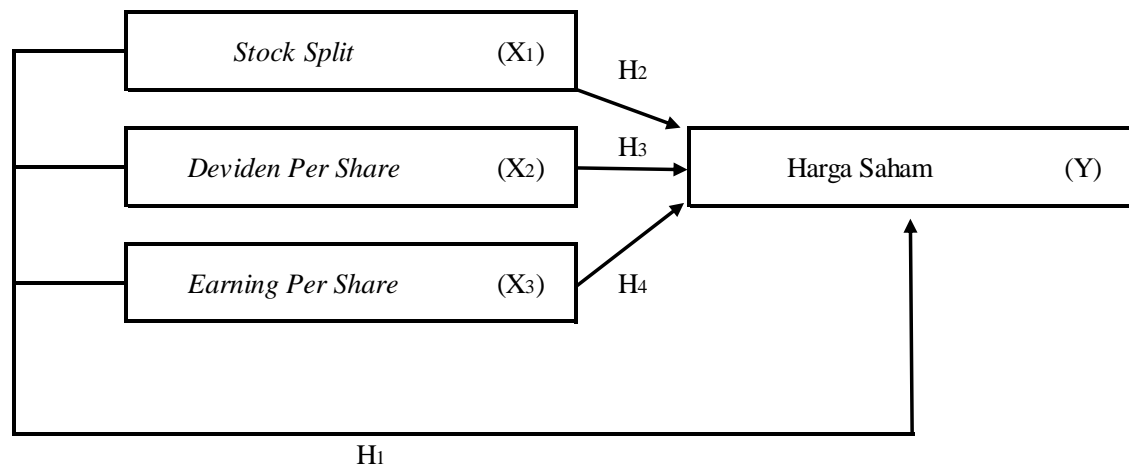 Stock Split (X1)
H2
Deviden Per Share (X2)
H3
Harga Saham (Y)
Earning Per Share (X3)
H4
H1